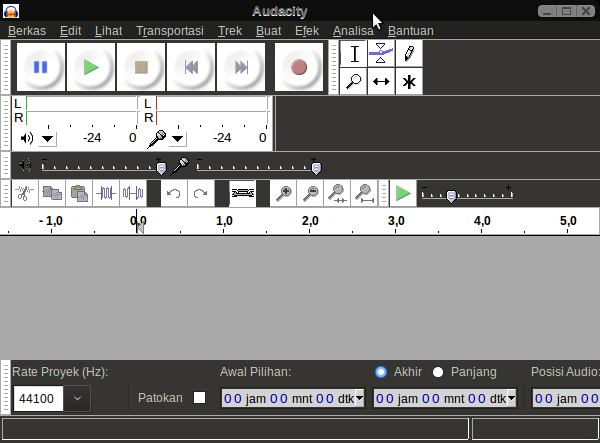 Audacity
Berkas Edit Lihat Transportasi Trek Buat Efek Analisa Bantuan
L L
R R
-24 0 -24 0
- 1,0 0,0 1,0 2,0 3,0 4,0 5,0
Rate Proyek (Hz): Awal Pilihan: Akhir Panjang Posisi Audio:
44100 Patokan 0 0 jam 0 0 mnt 0 0 dtk 0 0 jam 0 0 mnt 0 0 dtk 0 0 jam